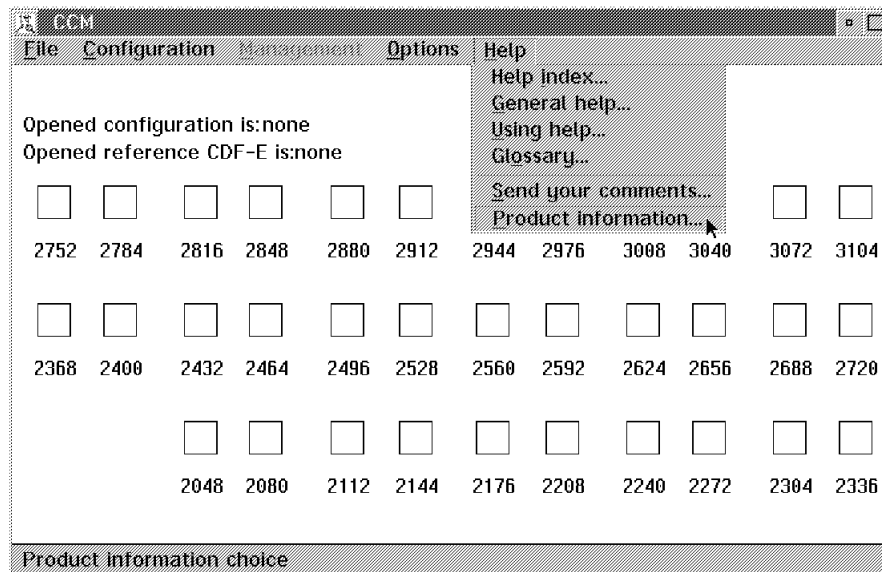 CCM
File Configuration Management Options Help
Help index...
General help...
Using help...
Glossary...
Send your comments...
Product information...
Opened configuration is:none
Opened reference CDF-E is:none
2752 2784 2816 2848 2880 2912 2944 2976 3008 3040 3072 3104
2368 2400 2432 2464 2496 2528 2560 2592 2624 2656 2688 2720
2048 2080 2112 2144 2176 2208 2240 2272 2304 2336
Product information choice